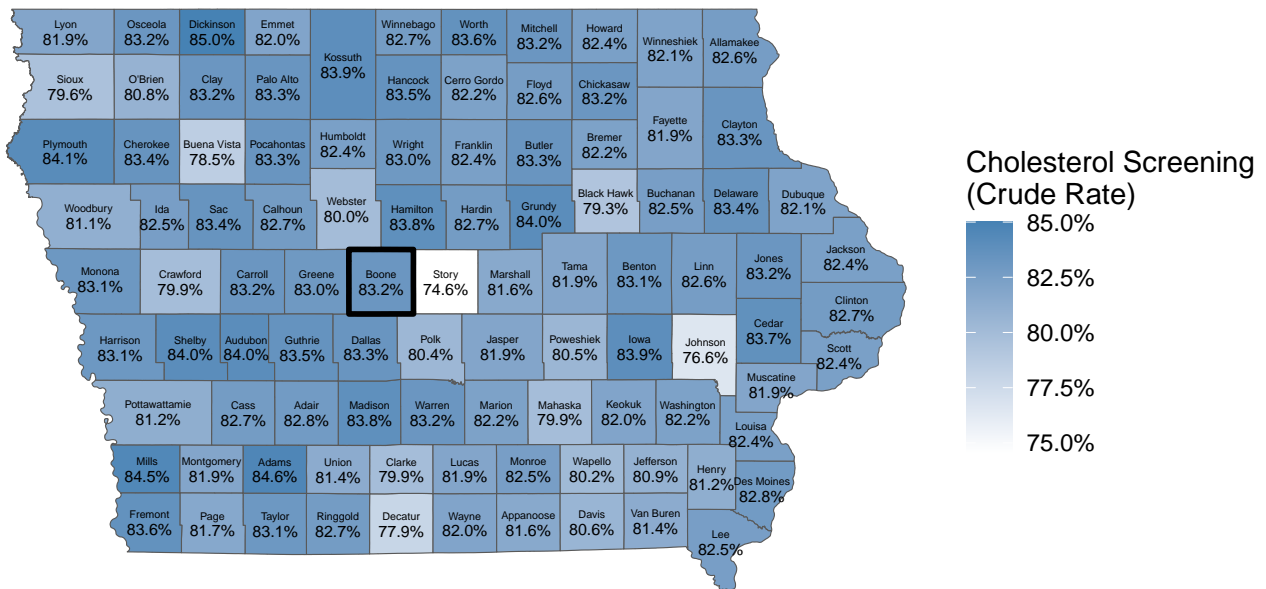 Lyon
81.9%
Osceola
83.2%
Dickinson
85.0%
Emmet
82.0%
Kossuth
83.9%
Winnebago
82.7%
Worth
83.6%
Mitchell
83.2%
Howard
82.4%
Winneshiek
82.1%
Allamakee
82.6%
Sioux
79.6%
O'Brien
80.8%
Clay
83.2%
Palo Alto
83.3%
Hancock
83.5%
Cerro Gordo
82.2%
Floyd
82.6%
Chickasaw
83.2%
Fayette
81.9%
Clayton
83.3%
Plymouth
84.1%
Cherokee
83.4%
Buena Vista
78.5%
Pocahontas
83.3%
Humboldt
82.4%
Wright
83.0%
Franklin
82.4%
Butler
83.3%
Bremer
82.2%
Woodbury
81.1%
Ida
82.5%
Sac
83.4%
Calhoun
82.7%
Webster
80.0%
Hamilton
83.8%
Hardin
82.7%
Grundy
84.0%
Black Hawk
79.3%
Buchanan
82.5%
Delaware
83.4%
Dubuque
82.1%
Monona
83.1%
Crawford
79.9%
Carroll
83.2%
Greene
83.0%
Boone
83.2%
Story
74.6%
Marshall
81.6%
Tama
81.9%
Benton
83.1%
Linn
82.6%
Jones
83.2%
Jackson
82.4%
Clinton
82.7%
Harrison
83.1%
Shelby
84.0%
Audubon
84.0%
Guthrie
83.5%
Dallas
83.3%
Polk
80.4%
Jasper
81.9%
Poweshiek
80.5%
Iowa
83.9%
Johnson
76.6%
Cedar
83.7%
Scott
82.4%
Muscatine
81.9%
Pottawattamie
81.2%
Cass
82.7%
Adair
82.8%
Madison
83.8%
Warren
83.2%
Marion
82.2%
Mahaska
79.9%
Keokuk
82.0%
Washington
82.2%
Louisa
82.4%
Mills
84.5%
Montgomery
81.9%
Adams
84.6%
Union
81.4%
Clarke
79.9%
Lucas
81.9%
Monroe
82.5%
Wapello
80.2%
Jefferson
80.9%
Henry
81.2%
Des Moines
82.8%
Fremont
83.6%
Page
81.7%
Taylor
83.1%
Ringgold
82.7%
Decatur
77.9%
Wayne
82.0%
Appanoose
81.6%
Davis
80.6%
Van Buren
81.4%
Lee
82.5%
Cholesterol Screening
(Crude Rate)
85.0%
82.5%
80.0%
77.5%
75.0%